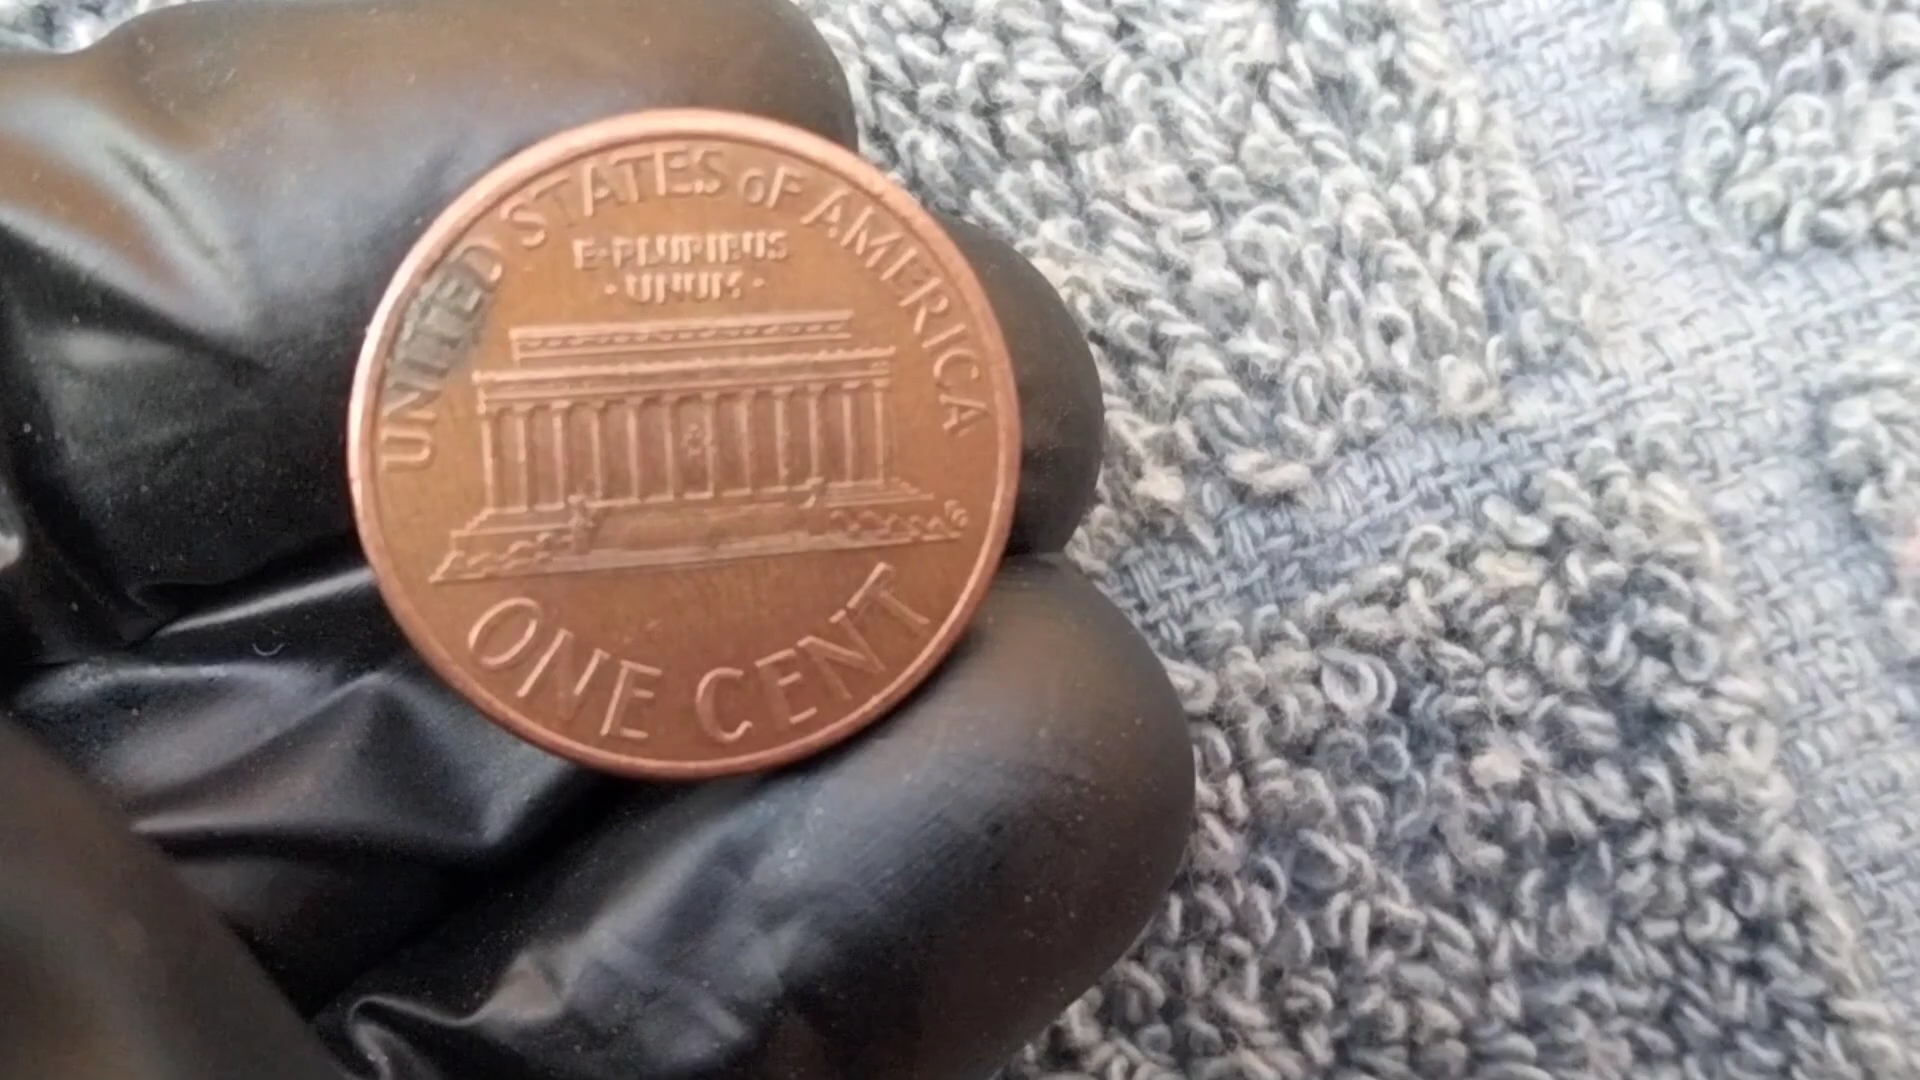 UNITED STATES oF AMERICA
E·PLURIBUS
·UNUM·
ONE CENT